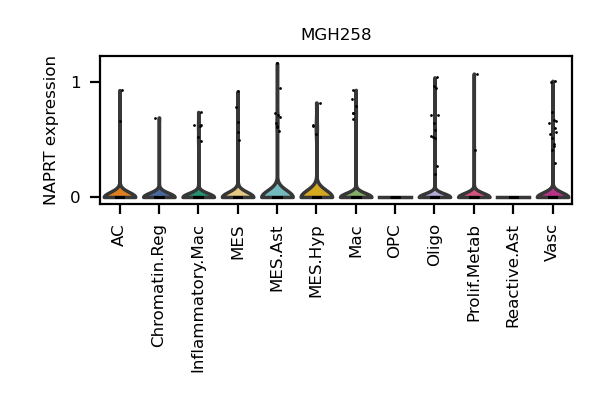 MGH258
NAPRT expression
1
0
AC
Chromatin.Reg
Inflammatory.Mac
MES
MES.Ast
MES.Hyp
Mac
OPC
Oligo
Prolif.Metab
Reactive.Ast
Vasc